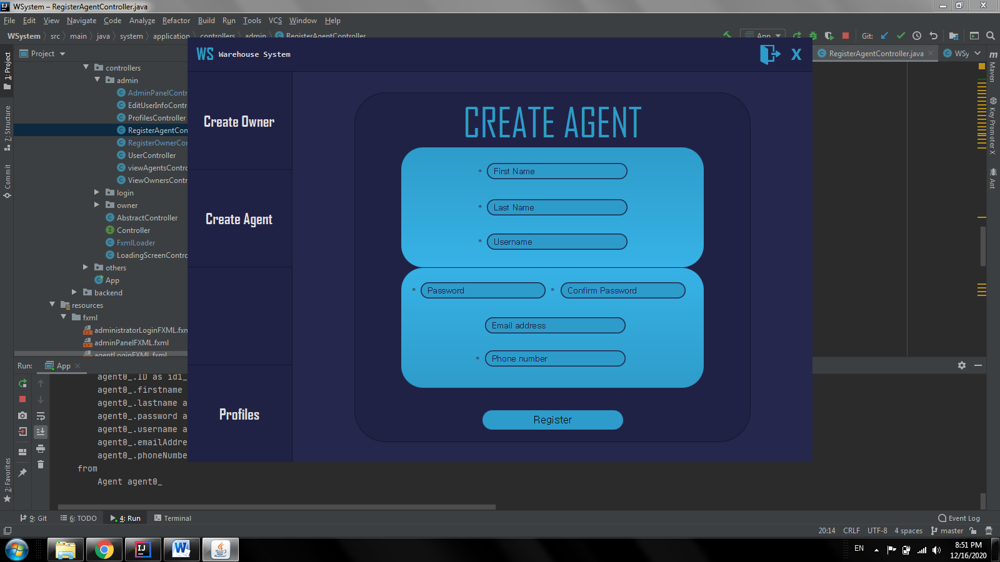 WSystem – RegisterAgentController.java
File Edit View Navigate Code Analyze Refactor Build Run Tools VCS Window Help
WSystem src main java system application controllers admin RegisterAgentController App Git:
Project
RegisterAgentController.java WSy
controllers
admin
AdminPanelContr
EditUserInfoContr
ProfilesController
RegisterAgentCon
RegisterOwnerCor
UserController
viewAgentsContro
ViewOwnersContr
login
owner
AbstractController
Controller
FxmlLoader
LoadingScreenContro
others
App
backend
resources
fxml
administratorLoginFXML.fxm
adminPanelFXML.fxml
agentLoginFXML.fxml
1: Project
7: Structure
Commit
2: Favorites
Maven
Key Promoter X
Ant
WS Warehouse System X
Create Owner
Create Agent
Profiles
CREATE AGENT
* First Name
* Last Name
* Username
* Password * Confirm Password
Email address
* Phone number
Register
Run: App
agent0_.ID as id1_
agent0_.firstname
agent0_.lastname a
agent0_.password a
agent0_.username a
agent0_.emailAddre
agent0_.phoneNumbe
from
Agent agent0_
9: Git 6: TODO 4: Run Terminal Event Log
20:14 CRLF UTF-8 4 spaces master
EN 8:51 PM
12/16/2020